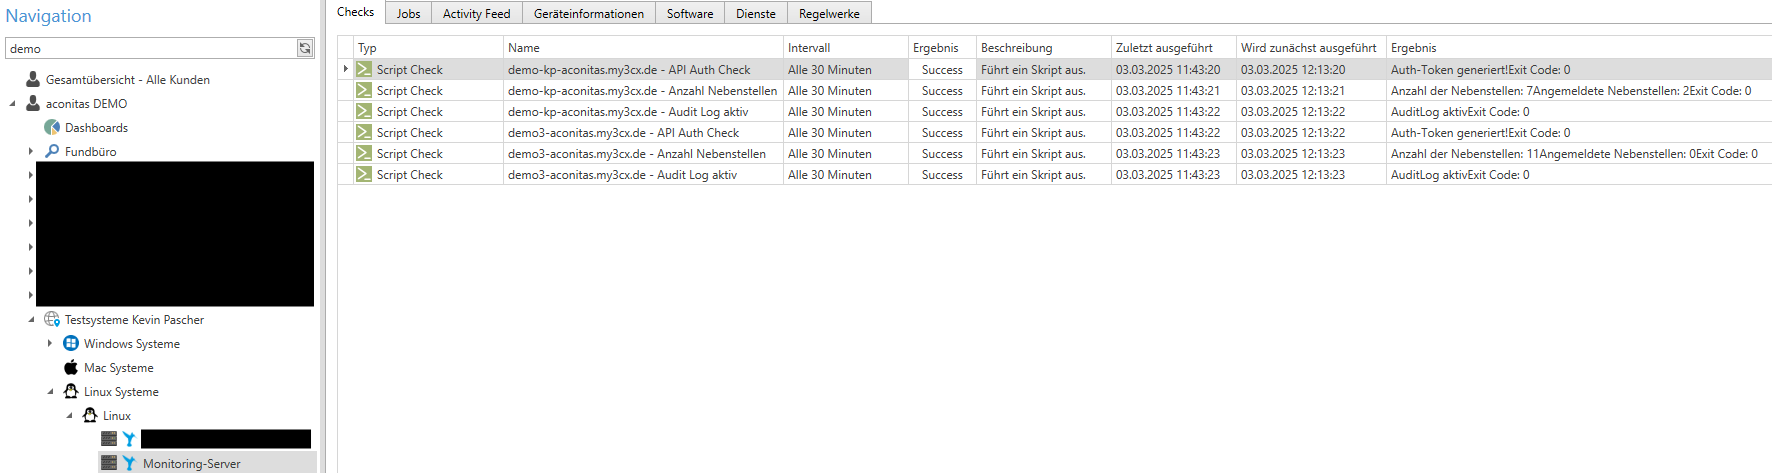 Navigation
demo
Gesamtübersicht - Alle Kunden
aconitas DEMO
Dashboards
Fundbüro
Testsysteme Kevin Pascher
Windows Systeme
Mac Systeme
Linux Systeme
Linux
Monitoring-Server
Checks Jobs Activity Feed Geräteinformationen Software Dienste Regelwerke
Typ Name Intervall Ergebnis Beschreibung Zuletzt ausgeführt Wird zunächst ausgeführt Ergebnis
Script Check demo-kp-aconitas.my3cx.de - API Auth Check Alle 30 Minuten Success Führt ein Skript aus. 03.03.2025 11:43:20 03.03.2025 12:13:20 Auth-Token generiert!Exit Code: 0
Script Check demo-kp-aconitas.my3cx.de - Anzahl Nebenstellen Alle 30 Minuten Success Führt ein Skript aus. 03.03.2025 11:43:21 03.03.2025 12:13:21 Anzahl der Nebenstellen: 7Angemeldete Nebenstellen: 2Exit Code: 0
Script Check demo-kp-aconitas.my3cx.de - Audit Log aktiv Alle 30 Minuten Success Führt ein Skript aus. 03.03.2025 11:43:22 03.03.2025 12:13:22 AuditLog aktivExit Code: 0
Script Check demo3-aconitas.my3cx.de - API Auth Check Alle 30 Minuten Success Führt ein Skript aus. 03.03.2025 11:43:22 03.03.2025 12:13:22 Auth-Token generiert!Exit Code: 0
Script Check demo3-aconitas.my3cx.de - Anzahl Nebenstellen Alle 30 Minuten Success Führt ein Skript aus. 03.03.2025 11:43:23 03.03.2025 12:13:23 Anzahl der Nebenstellen: 11Angemeldete Nebenstellen: 0Exit Code: 0
Script Check demo3-aconitas.my3cx.de - Audit Log aktiv Alle 30 Minuten Success Führt ein Skript aus. 03.03.2025 11:43:23 03.03.2025 12:13:23 AuditLog aktivExit Code: 0